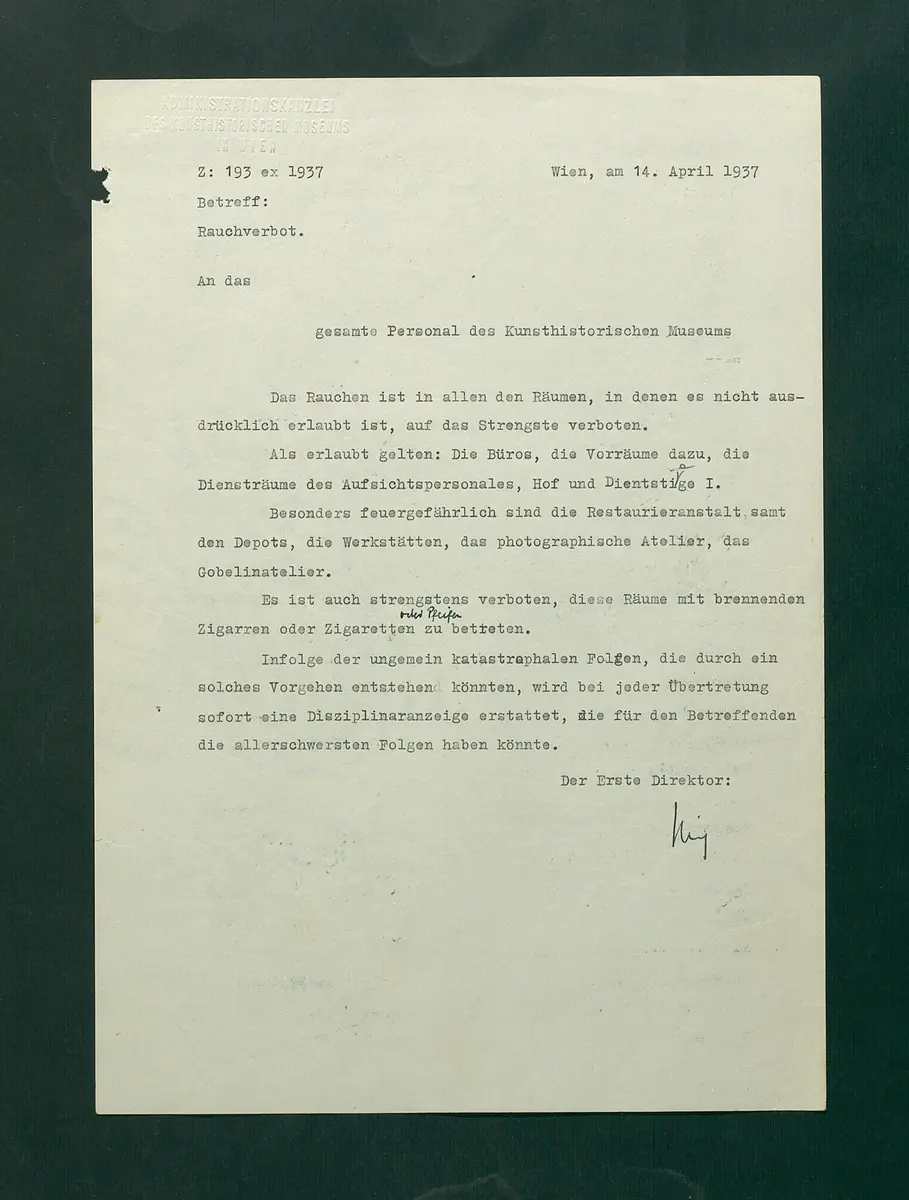 ADMINISTRATIONSKANZLEI
DES KUNSTHISTORISCHEN MUSEUMS
IN WIEN
Z: 193 ex 1937 Wien, am 14. April 1937
Betreff:
Rauchverbot.
An das
gesamte Personal des Kunsthistorischen Museums
Das Rauchen ist in allen den Räumen, in denen es nicht aus-
drücklich erlaubt ist, auf das Strengste verboten.
Als erlaubt gelten: Die Büros, die Vorräume dazu, die
Diensträume des Aufsichtspersonales, Hof und Dientstige I.
Besonders feuergefährlich sind die Restaurieranstalt samt
den Depots, die Werkstätten, das photographische Atelier, das
Gobelinatelier.
Es ist auch strengstens verboten, diese Räume mit brennenden
oder Pfeifen
Zigarren oder Zigaretten zu betreten.
Infolge der ungemein katastrophalen Folgen, die durch ein
solches Vorgehen entstehend könnten, wird bei jeder Übertretung
sofort eine Disziplinaranzeige erstattet, die für den Betreffenden
die allerschwersten Folgen haben könnte.
Der Erste Direktor: